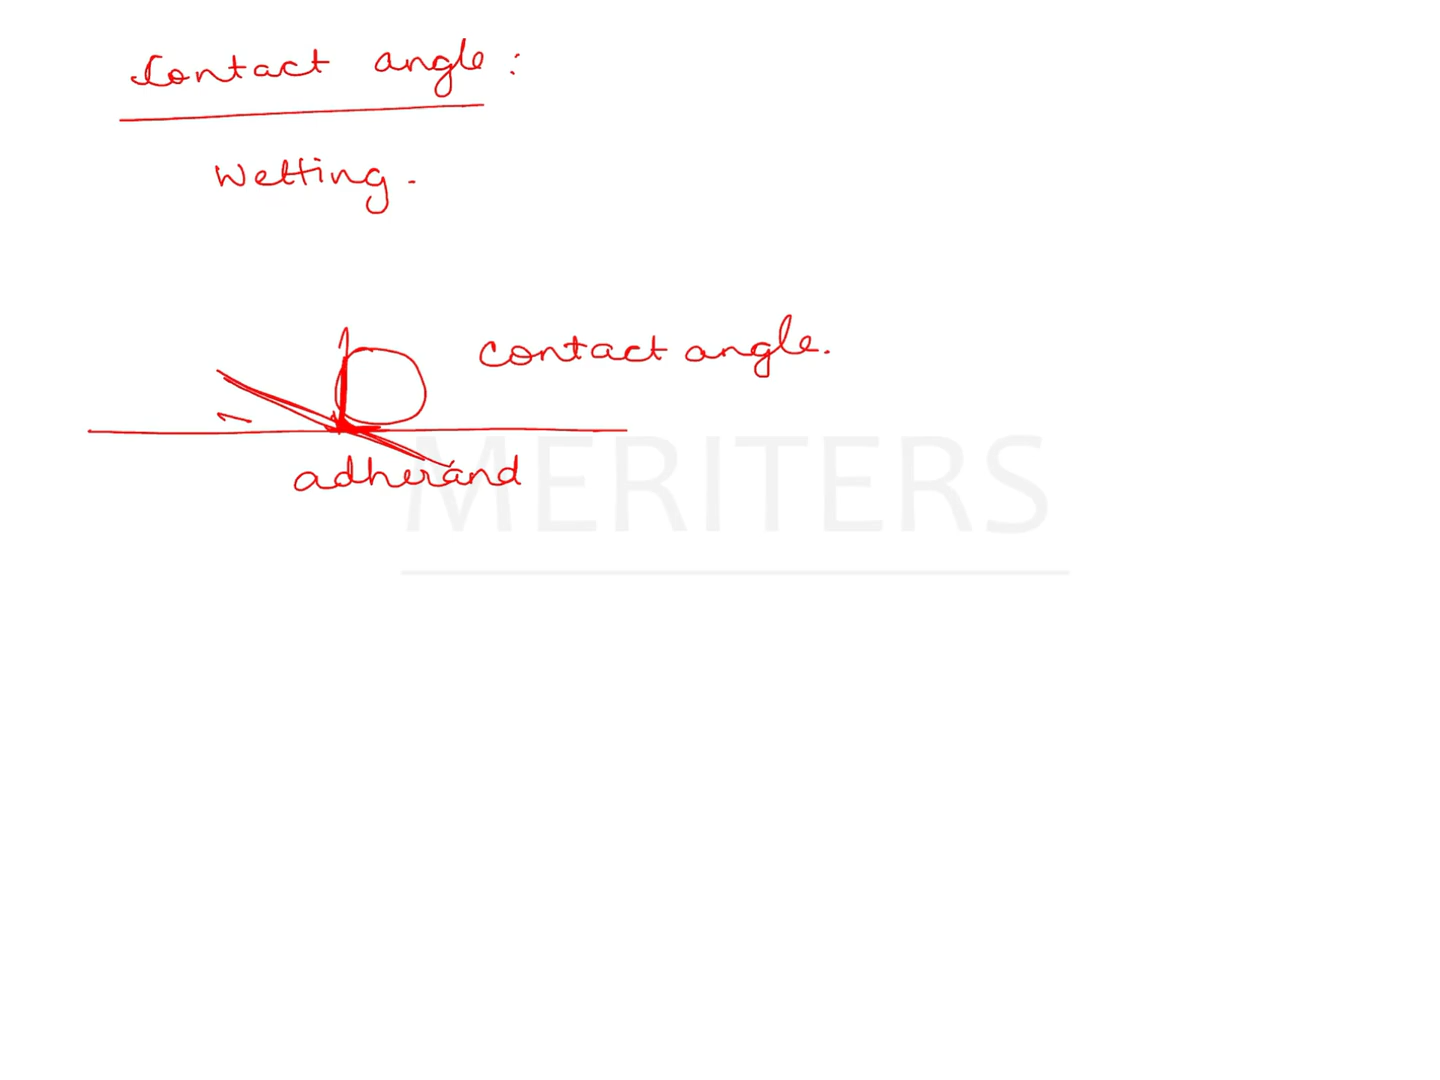 Contact angle :
Wetting .
contact angle.
adherand
MERITERS